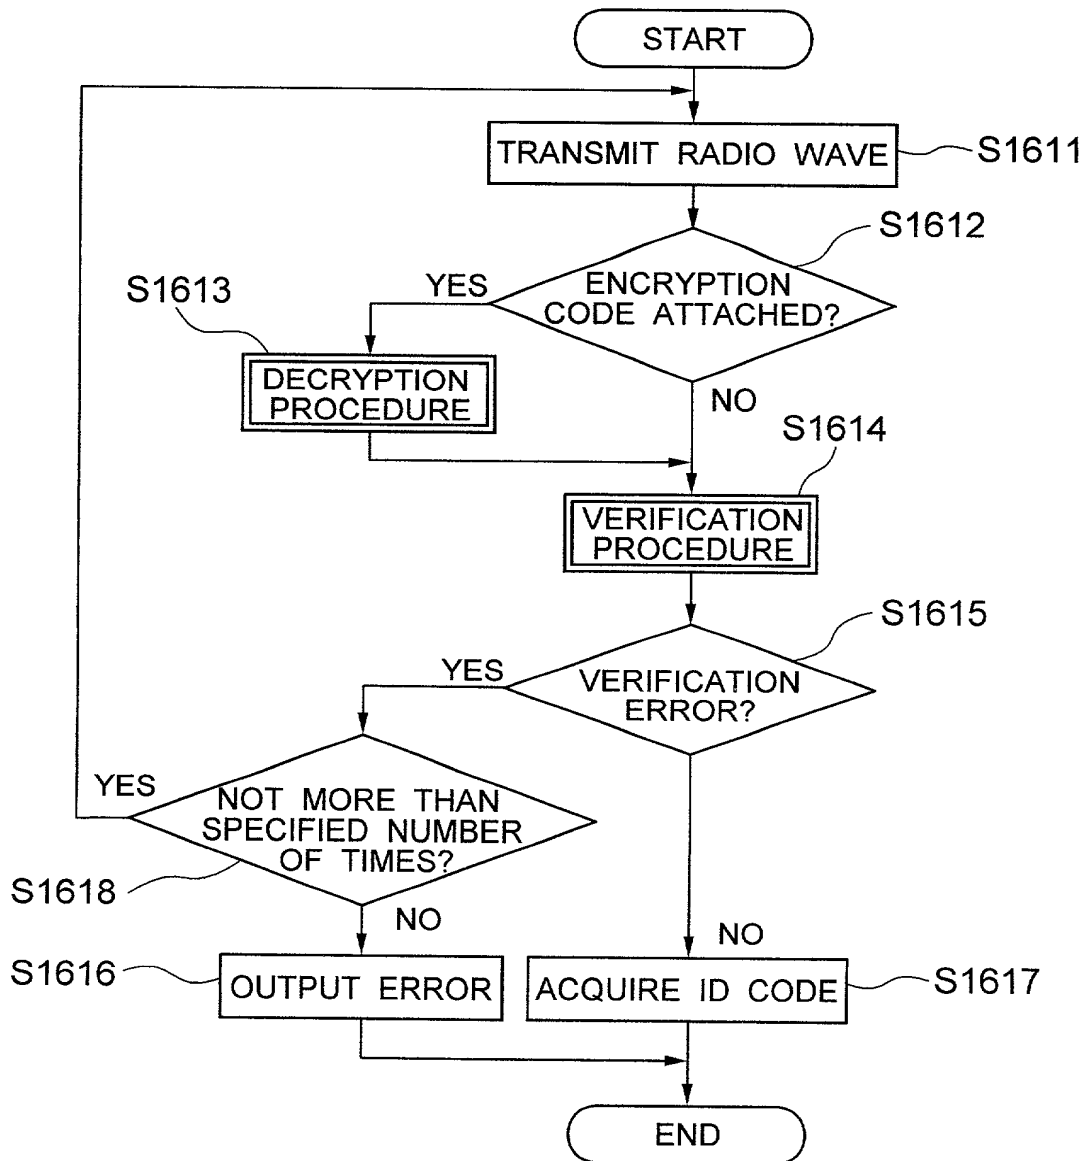 START
TRANSMIT RADIO WAVE
S1611
S1612
ENCRYPTION
CODE ATTACHED?
YES
S1613
DECRYPTION
PROCEDURE
NO
S1614
VERIFICATION
PROCEDURE
S1615
YES
VERIFICATION
ERROR?
YES
NOT MORE THAN
SPECIFIED NUMBER
OF TIMES?
S1618
NO
NO
S1616
OUTPUT ERROR
ACQUIRE ID CODE
S1617
END